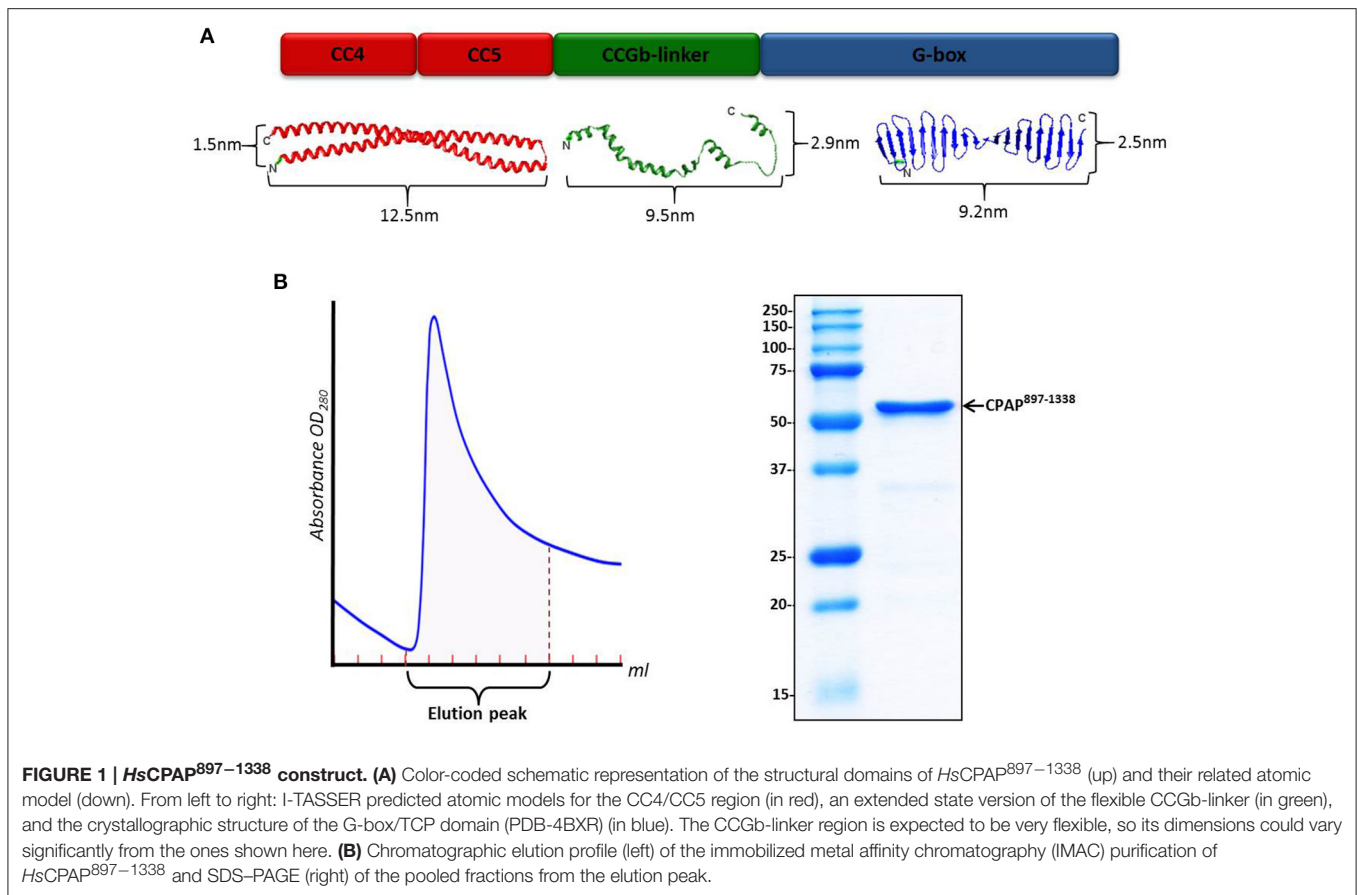 A
CC4 CC5 CCGb-linker G-box
C
N
1.5nm
12.5nm
N
C
2.9nm
9.5nm
C
N
2.5nm
9.2nm
B
Absorbance OD280
ml
Elution peak
250-
150-
100-
75-
50-
37-
25-
20-
15-
CPAP897-1338
FIGURE 1 | HsCPAP897−1338 construct. (A) Color-coded schematic representation of the structural domains of HsCPAP897−1338 (up) and their related atomic
model (down). From left to right: I-TASSER predicted atomic models for the CC4/CC5 region (in red), an extended state version of the flexible CCGb-linker (in green),
and the crystallographic structure of the G-box/TCP domain (PDB-4BXR) (in blue). The CCGb-linker region is expected to be very flexible, so its dimensions could vary
significantly from the ones shown here. (B) Chromatographic elution profile (left) of the immobilized metal affinity chromatography (IMAC) purification of
HsCPAP897−1338 and SDS–PAGE (right) of the pooled fractions from the elution peak.